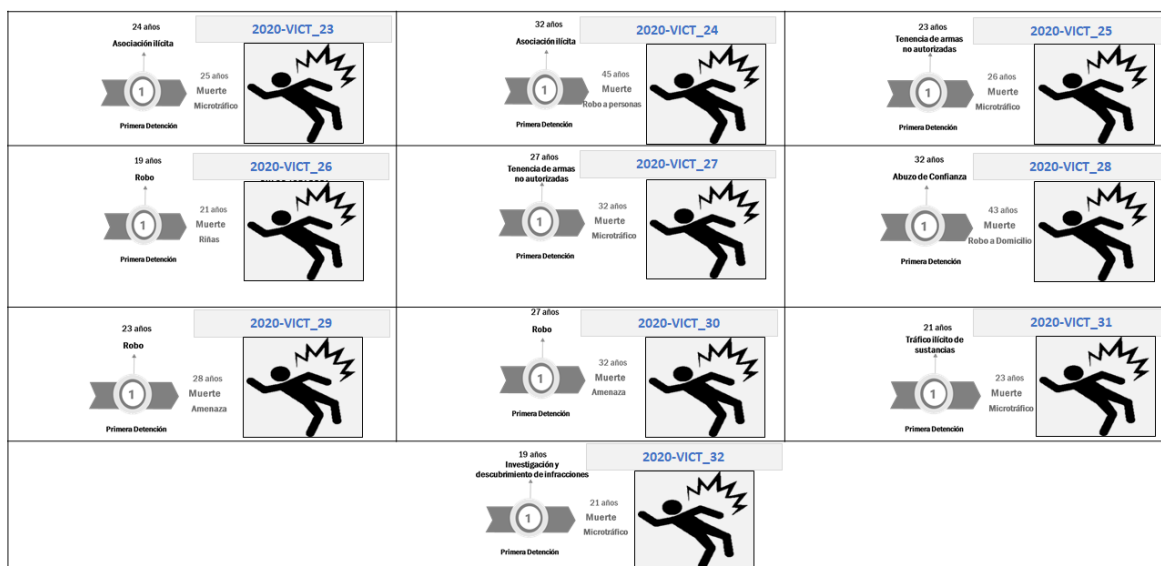 24 años
2020-VICT_23
Asociación ilícita
1
25 años
Muerte
Microtráfico
Primera Detención
32 años
2020-VICT_24
Asociación ilícita
1
45 años
Muerte
Robo a personas
Primera Detención
23 años
2020-VICT_25
Tenencia de armas
no autorizadas
1
26 años
Muerte
Microtráfico
Primera Detención
19 años
2020-VICT_26
Robo
1
21 años
Muerte
Riñas
Primera Detención
27 años
2020-VICT_27
Tenencia de armas
no autorizadas
1
32 años
Muerte
Microtráfico
Primera Detención
32 años
2020-VICT_28
Abuzo de Confianza
1
43 años
Muerte
Robo a Domicilio
Primera Detención
23 años
2020-VICT_29
Robo
1
28 años
Muerte
Amenaza
Primera Detención
27 años
2020-VICT_30
Robo
1
32 años
Muerte
Amenaza
Primera Detención
21 años
2020-VICT_31
Tráfico ilícito de
sustancias
1
23 años
Muerte
Microtráfico
Primera Detención
19 años
2020-VICT_32
Investigación y
descubrimiento de infracciones
1
21 años
Muerte
Microtráfico
Primera Detención